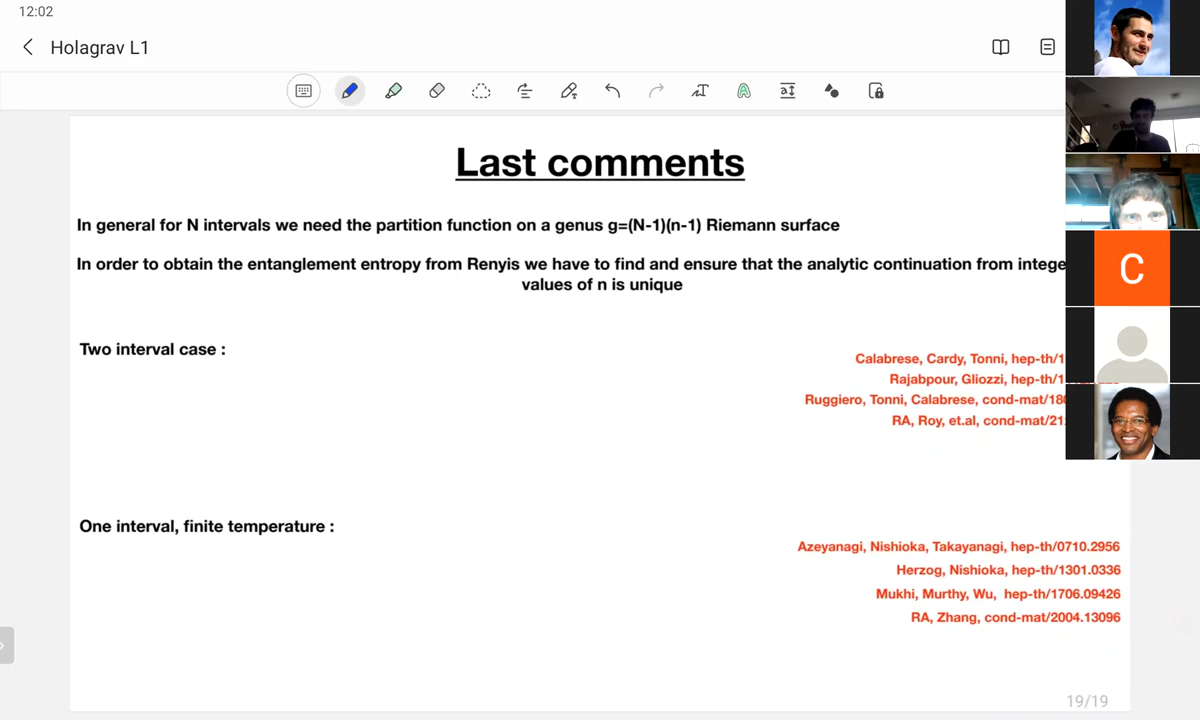 12:02
Holagrav L1
Last comments
In general for N intervals we need the partition function on a genus g=(N-1)(n-1) Riemann surface
In order to obtain the entanglement entropy from Renyis we have to find and ensure that the analytic continuation from intege
values of n is unique
Two interval case :
Calabrese, Cardy, Tonni, hep-th/1
Rajabpour, Gliozzi, hep-th/1
Ruggiero, Tonni, Calabrese, cond-mat/180
RA, Roy, et.al, cond-mat/21
C
One interval, finite temperature :
Azeyanagi, Nishioka, Takayanagi, hep-th/0710.2956
Herzog, Nishioka, hep-th/1301.0336
Mukhi, Murthy, Wu, hep-th/1706.09426
RA, Zhang, cond-mat/2004.13096
19/19